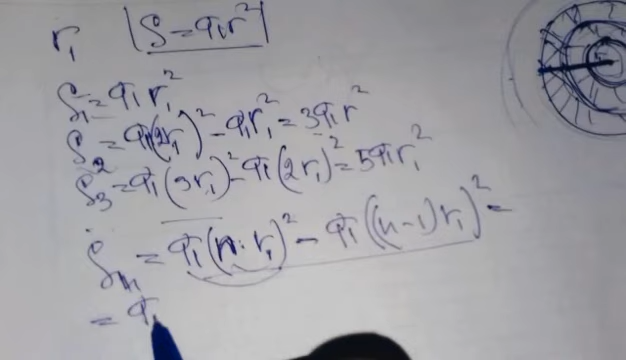 r₁ S = πr²
S₁ = πr₁²
S₂ = π(2r₁)² - πr₁² = 3πr²
S₃ = π(3r₁)² - π(2r₁)² = 5πr₁²
Sₙ = π(n·r₁)² - π((n-1)r₁)² =
= π